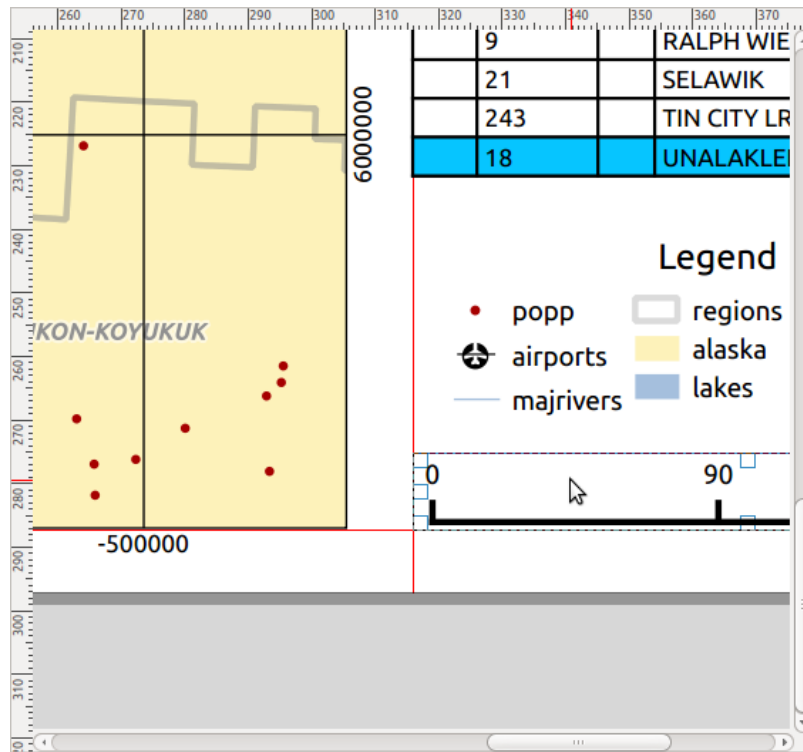 260 270 280 290 300 310 320 330 340 350 360 370
210
220
230
240
250
260
270
280
290
300
310
9 RALPH WIE
21 SELAWIK
243 TIN CITY LR
18 UNALAKLE
6000000
IKON-KOYUKUK
-500000
Legend
popp
airports
majrivers
regions
alaska
lakes
0 90